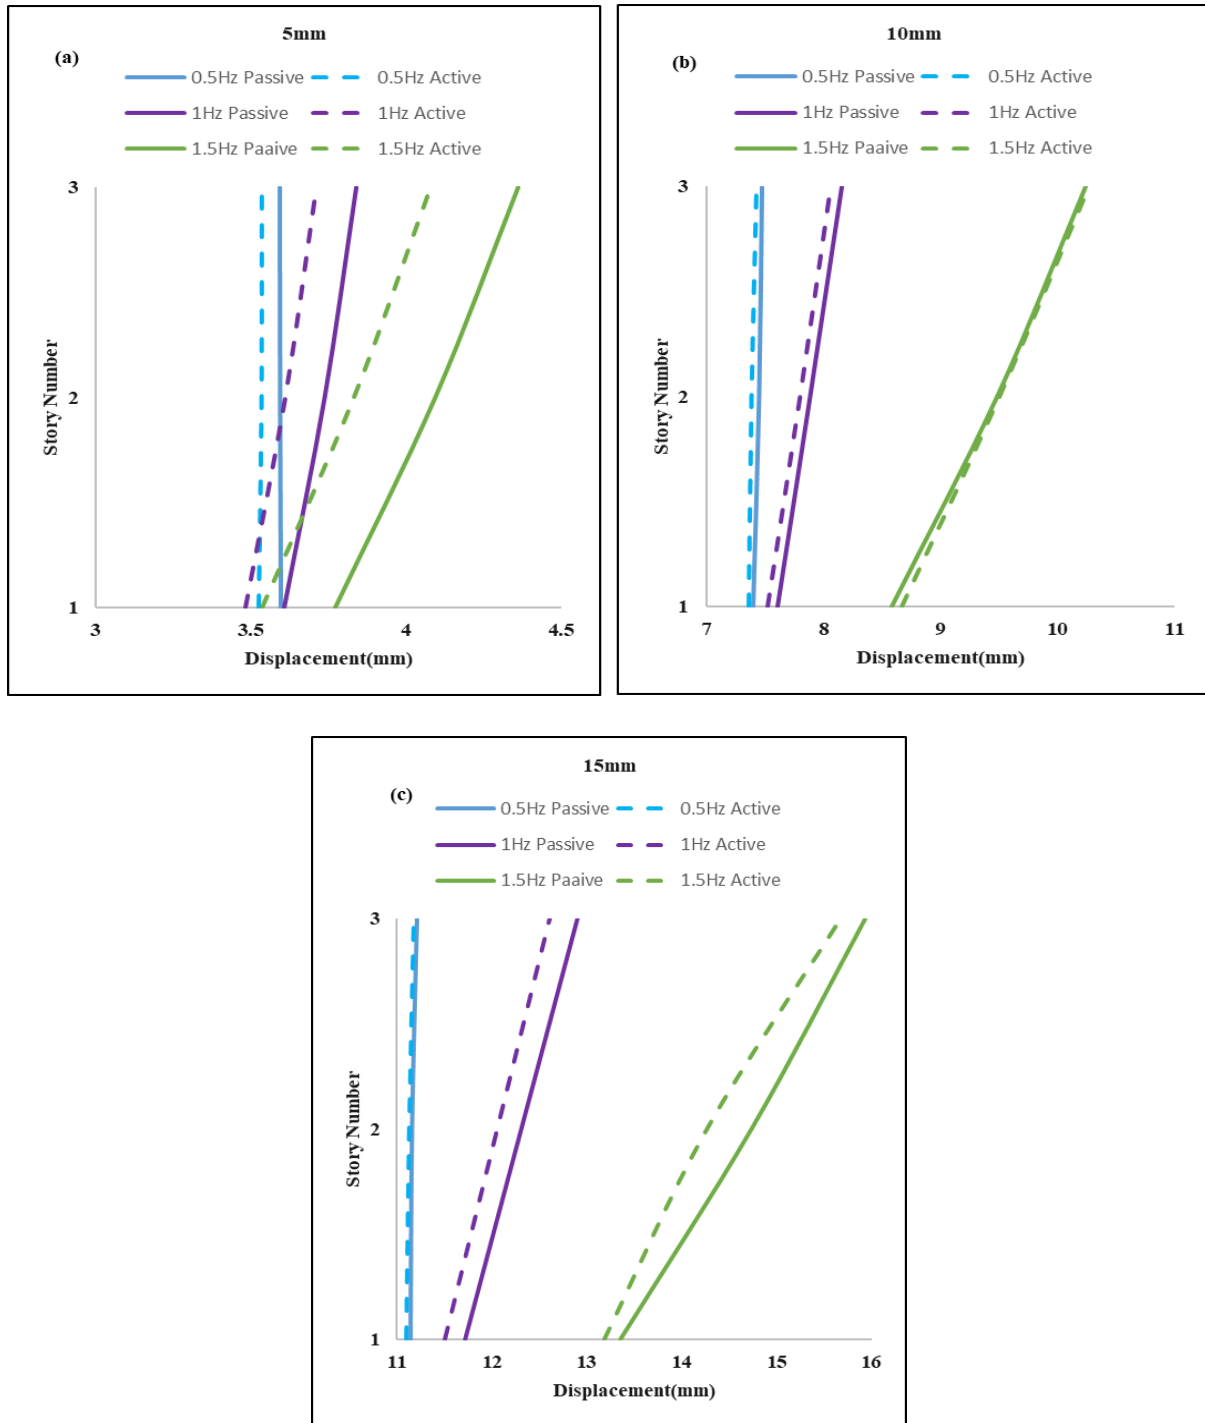 5mm
(a)
0.5Hz Passive 0.5Hz Active
1Hz Passive 1Hz Active
1.5Hz Paaive 1.5Hz Active
3
2
1
Story Number
3 3.5 4 4.5
Displacement(mm)
10mm
(b)
0.5Hz Passive 0.5Hz Active
1Hz Passive 1Hz Active
1.5Hz Paaive 1.5Hz Active
3
2
1
Story Number
7 8 9 10 11
Displacement(mm)
15mm
(c)
0.5Hz Passive 0.5Hz Active
1Hz Passive 1Hz Active
1.5Hz Paaive 1.5Hz Active
3
2
1
Story Number
11 12 13 14 15 16
Displacement(mm)